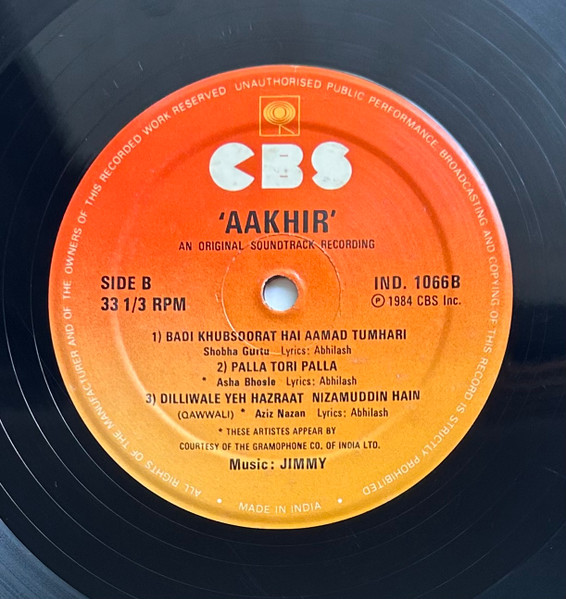 ALL RIGHTS OF THE MANUFACTURER AND OF THE OWNERS OF THIS RECORDED WORK RESERVED UNAUTHORISED PUBLIC PERFORMANCE BROADCASTING AND COPYING OF THIS RECORD IS STRICTLY PROHIBITED
CBS
'AAKHIR'
AN ORIGINAL SOUNDTRACK RECORDING
SIDE B IND. 1066B
33 1/3 RPM ℗ 1984 CBS Inc.
1) BADI KHUBSOORAT HAI AAMAD TUMHARI
Shobha Gurtu Lyrics: Abhilash
2) PALLA TORI PALLA
* Asha Bhosle Lyrics: Abhilash
3) DILLIWALE YEH HAZRAAT NIZAMUDDIN HAIN
(QAWWALI) * Aziz Nazan Lyrics: Abhilash
* THESE ARTISTES APPEAR BY
COURTESY OF THE GRAMOPHONE CO. OF INDIA LTD.
Music: JIMMY
• MADE IN INDIA •